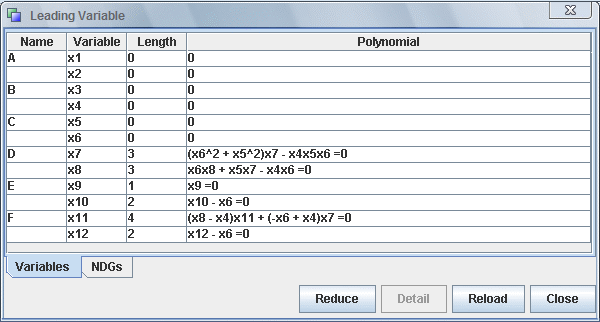 Leading Variable
Name Variable Length Polynomial
A x1 0 0
x2 0 0
B x3 0 0
x4 0 0
C x5 0 0
x6 0 0
D x7 3 (x6^2 + x5^2)x7 - x4x5x6 =0
x8 3 x6x8 + x5x7 - x4x6 =0
E x9 1 x9 =0
x10 2 x10 - x6 =0
F x11 4 (x8 - x4)x11 + (-x6 + x4)x7 =0
x12 2 x12 - x6 =0
Variables NDGs
Reduce Detail Reload Close